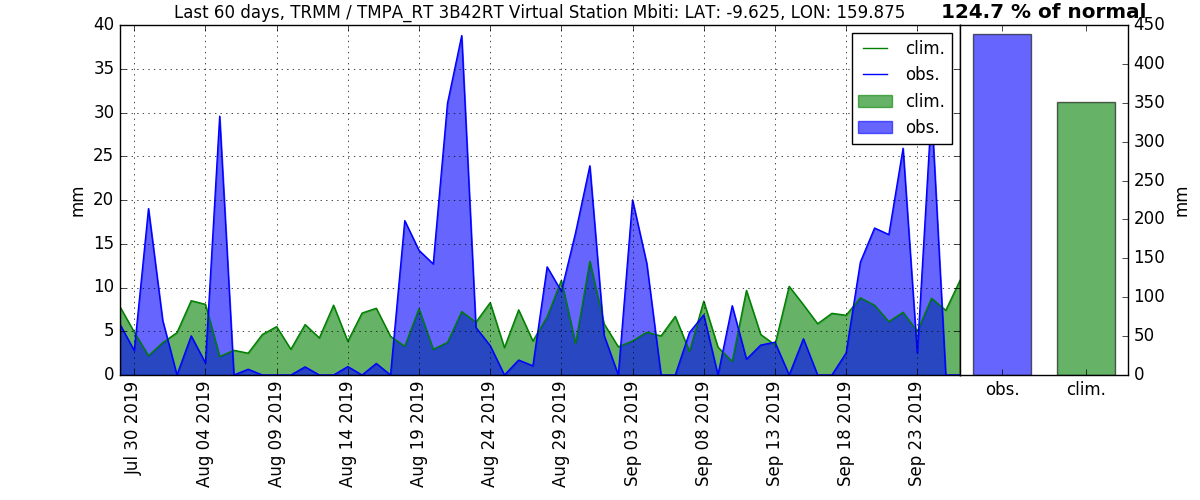 Last 60 days, TRMM / TMPA_RT 3B42RT Virtual Station Mbiti: LAT: -9.625, LON: 159.875
124.7 % of normal
mm
40
35
30
25
20
15
10
5
0
clim.
obs.
clim.
obs.
450
400
350
300
250
200
150
100
50
0
mm
Jul 30 2019
Aug 04 2019
Aug 09 2019
Aug 14 2019
Aug 19 2019
Aug 24 2019
Aug 29 2019
Sep 03 2019
Sep 08 2019
Sep 13 2019
Sep 18 2019
Sep 23 2019
obs.
clim.